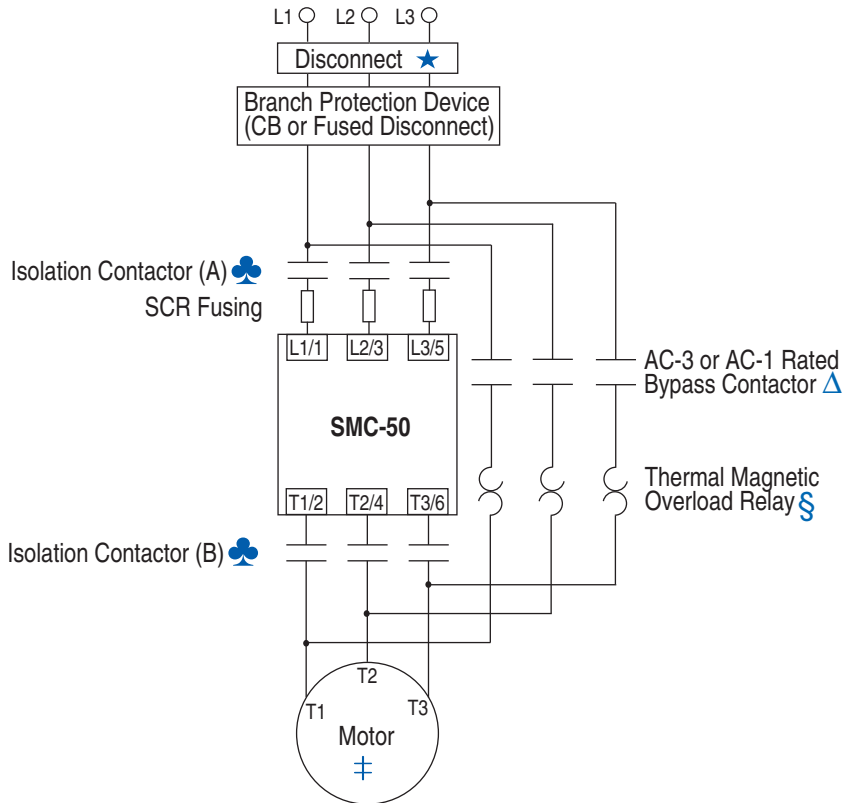 L1 L2 L3
Disconnect ★
Branch Protection Device
(CB or Fused Disconnect)
Isolation Contactor (A) ♣
SCR Fusing
L1/1 L2/3 L3/5
AC-3 or AC-1 Rated
Bypass Contactor Δ
SMC-50
Thermal Magnetic
Overload Relay §
T1/2 T2/4 T3/6
Isolation Contactor (B) ♣
T2
T1 T3
Motor
‡